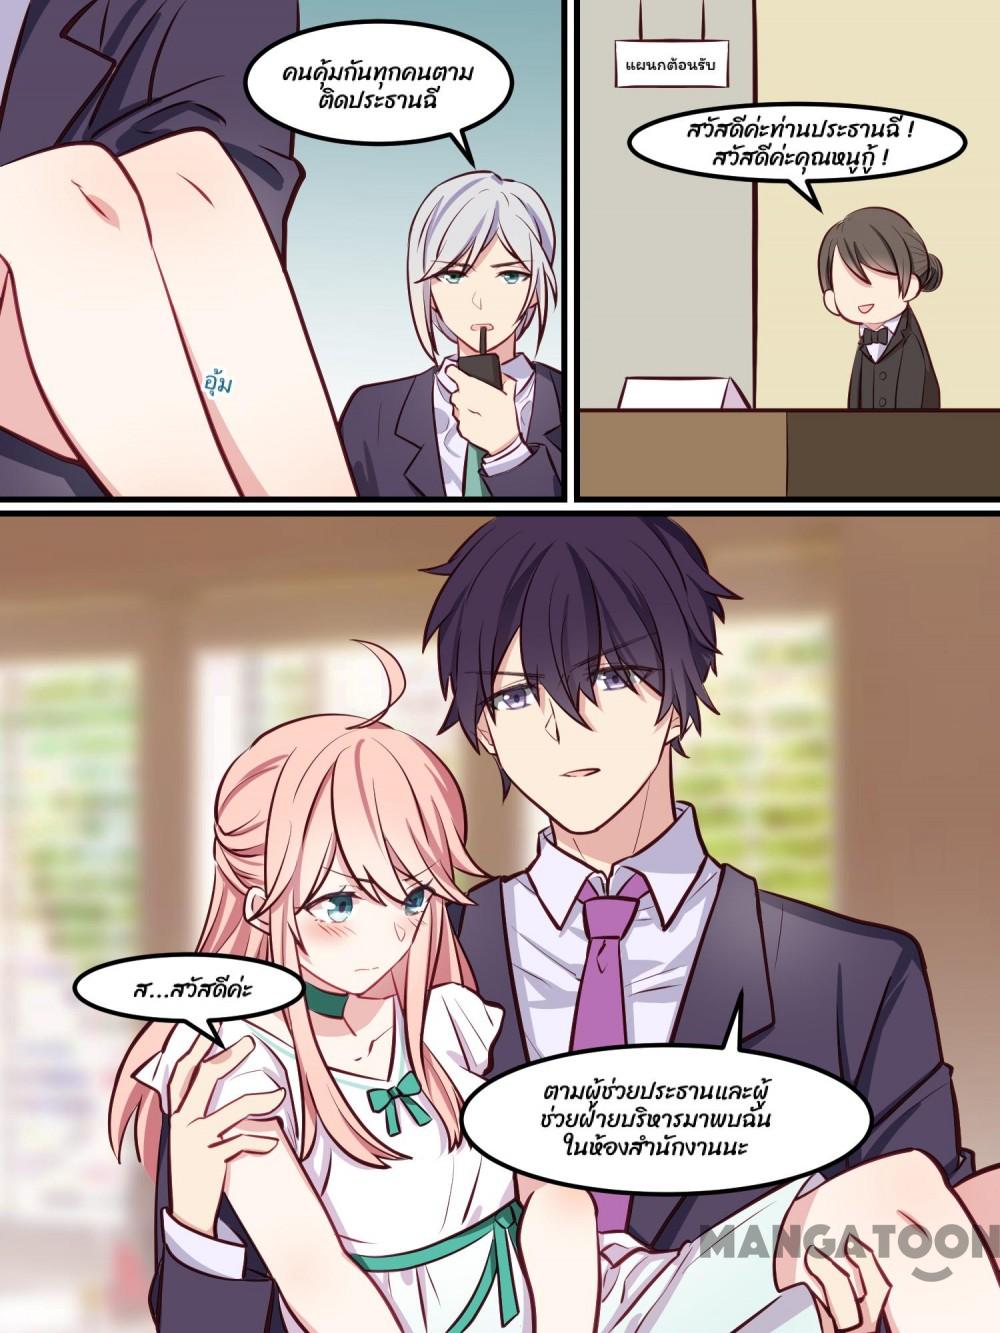 คนคุ้มกันทุกคนตาม
ติดประธานฉี
อุ้ม
แผนกต้อนรับ
สวัสดีค่ะท่านประธานฉี !
สวัสดีค่ะคุณหนูกู้ !
ส...สวัสดีค่ะ
ตามผู้ช่วยประธานและผู้
ช่วยฝ่ายบริหารมาพบฉัน
ในห้องสำนักงานนะ
MANGATOON